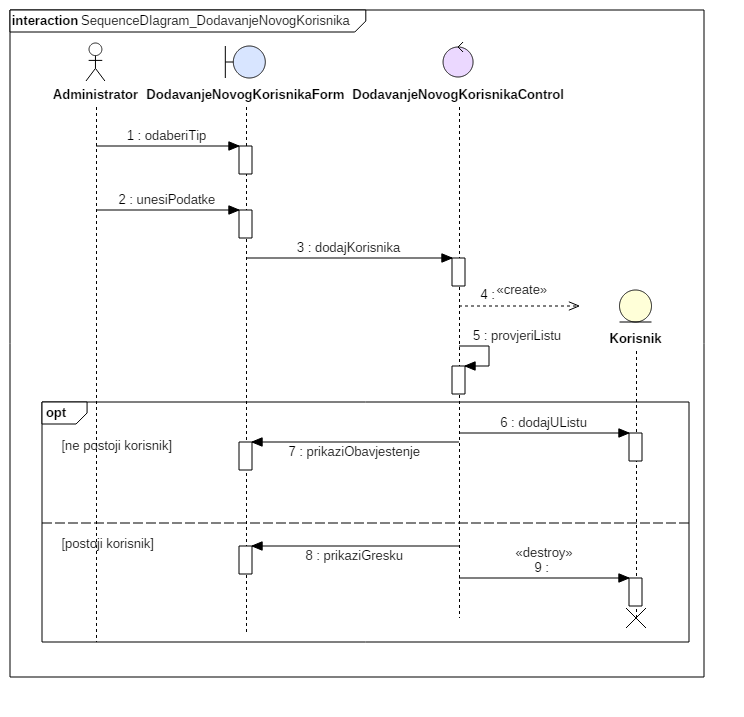 interaction SequenceDIagram_DodavanjeNovogKorisnika
Administrator DodavanjeNovogKorisnikaForm DodavanjeNovogKorisnikaControl
1 : odaberiTip
2 : unesiPodatke
3 : dodajKorisnika
4 : «create»
5 : provjeriListu
Korisnik
opt
6 : dodajUListu
[ne postoji korisnik]
7 : prikaziObavjestenje
[postoji korisnik]
8 : prikaziGresku
«destroy»
9 :